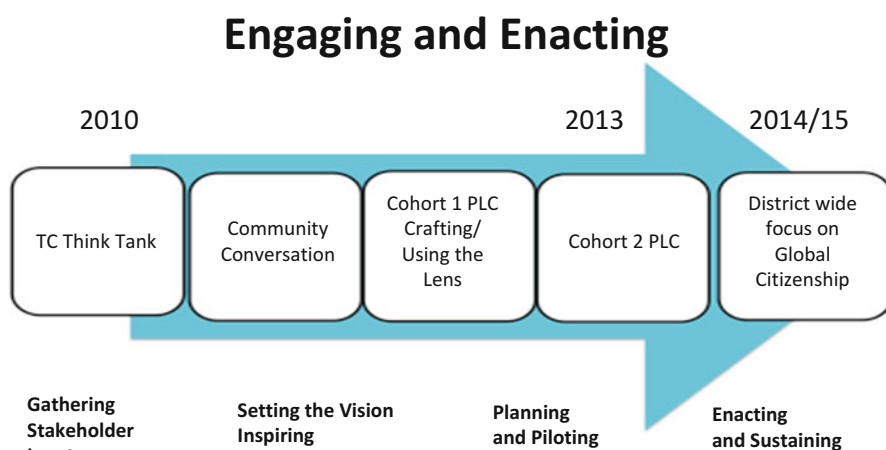 Engaging and Enacting
2010
2013
2014/15
TC Think Tank
Community
Conversation
Cohort 1 PLC
Crafting/
Using the
Lens
Cohort 2 PLC
District wide
focus on
Global
Citizenship
Gathering
Stakeholder
Setting the Vision
Inspiring
Planning
and Piloting
Enacting
and Sustaining